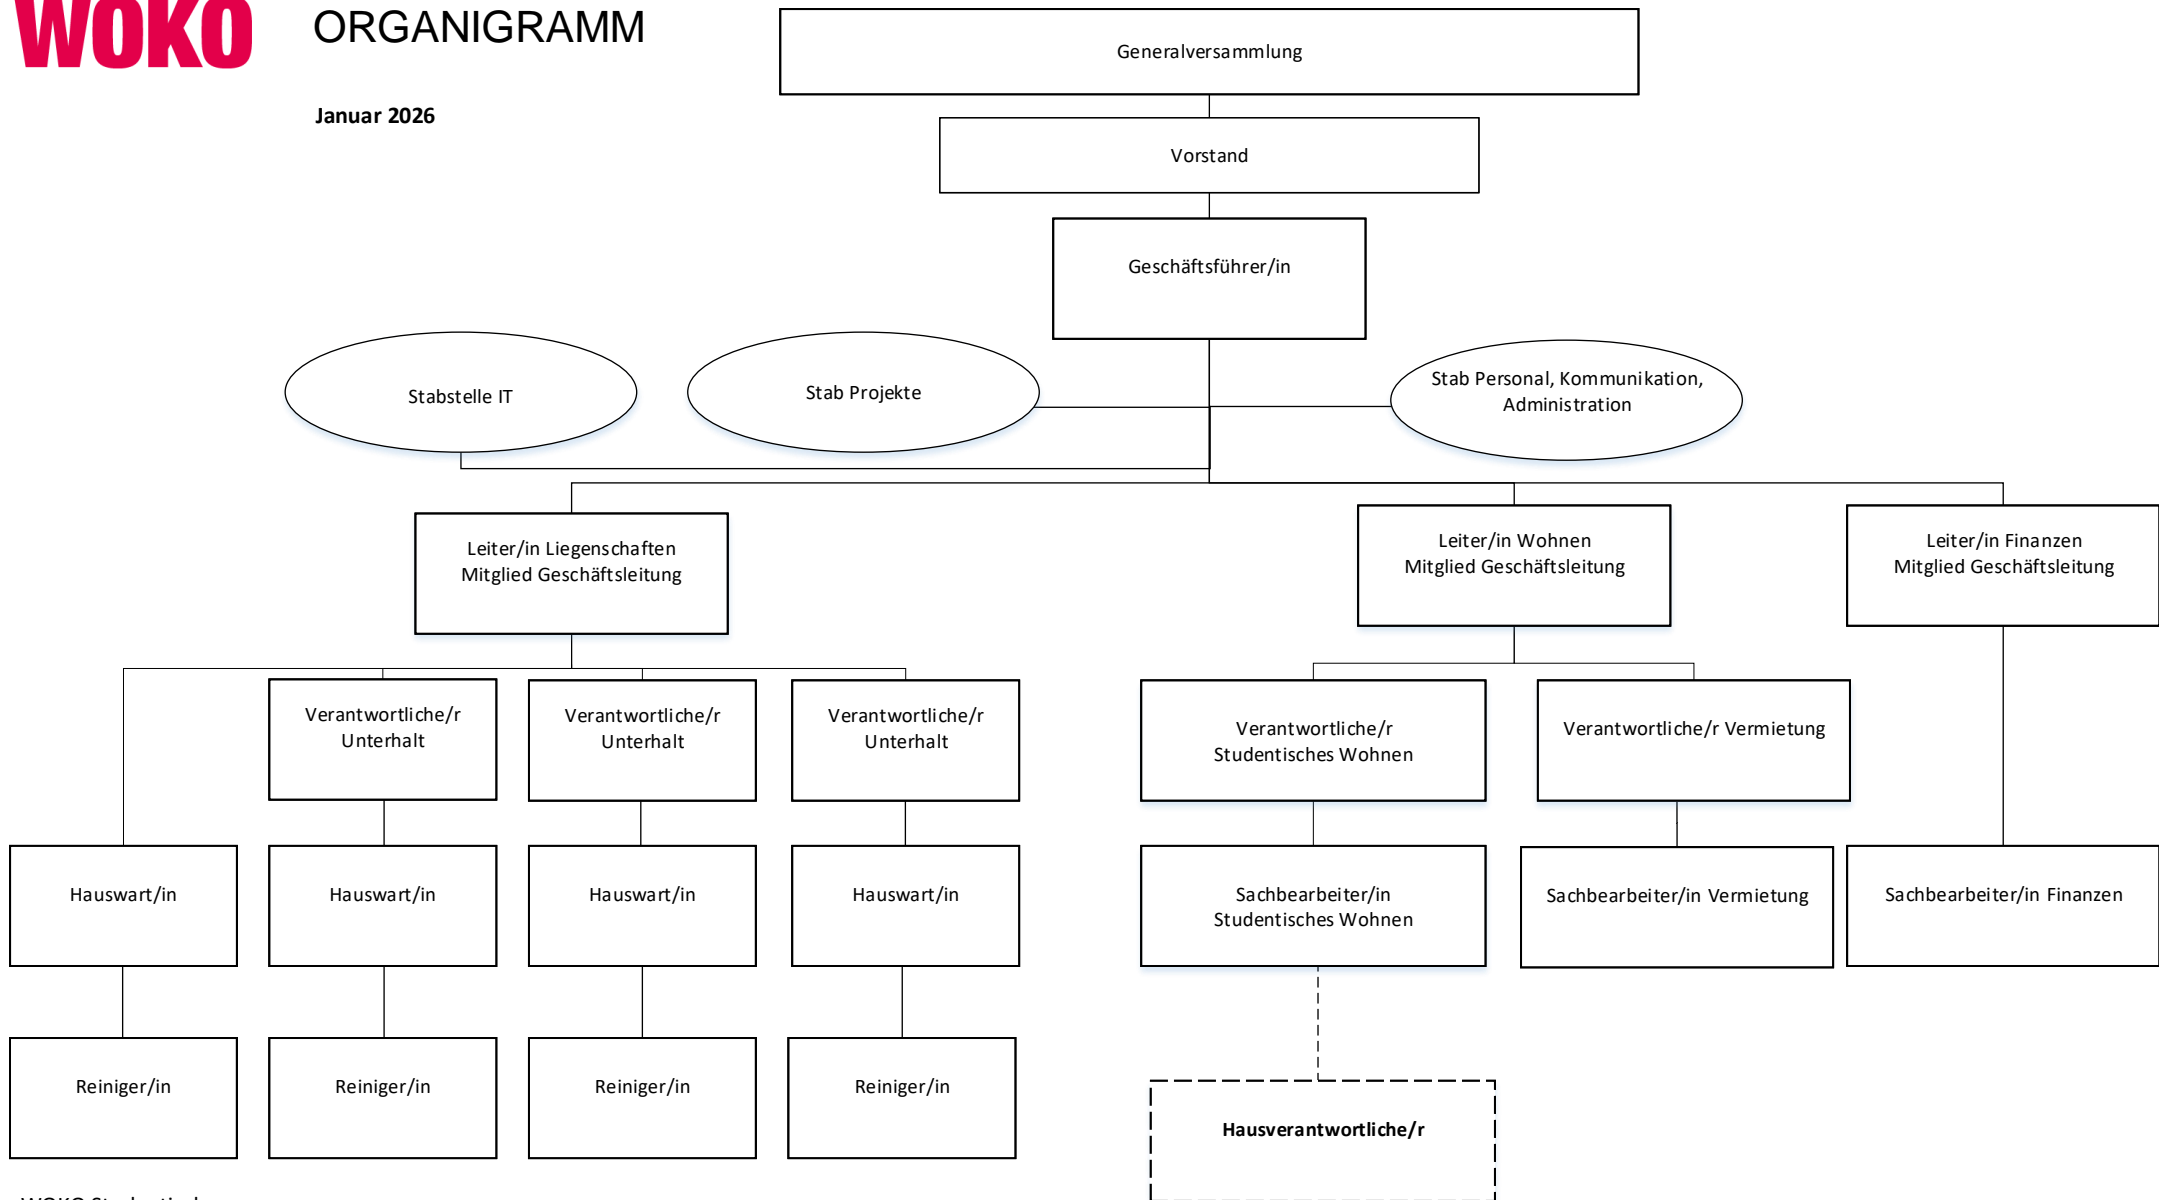 WOKO
ORGANIGRAMM
Januar 2026
Generalversammlung
Vorstand
Geschäftsführer/in
Stabstelle IT
Stab Projekte
Stab Personal, Kommunikation,
Administration
Leiter/in Liegenschaften
Mitglied Geschäftsleitung
Leiter/in Wohnen
Mitglied Geschäftsleitung
Leiter/in Finanzen
Mitglied Geschäftsleitung
Verantwortliche/r
Unterhalt
Verantwortliche/r
Unterhalt
Verantwortliche/r
Unterhalt
Verantwortliche/r
Studentisches Wohnen
Verantwortliche/r Vermietung
Hauswart/in
Hauswart/in
Hauswart/in
Hauswart/in
Sachbearbeiter/in
Studentisches Wohnen
Sachbearbeiter/in Vermietung
Sachbearbeiter/in Finanzen
Reiniger/in
Reiniger/in
Reiniger/in
Reiniger/in
Hausverantwortliche/r